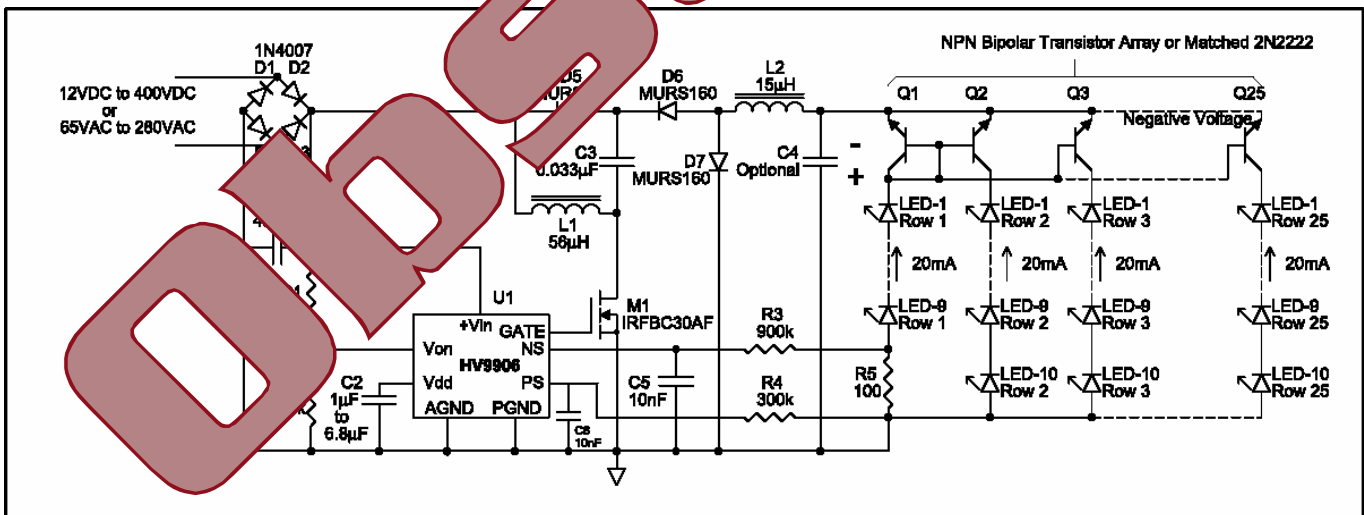 Obs
NPN Bipolar Transistor Array or Matched 2N2222
1N4007
D1 D2
12VDC to 400VDC
or
65VAC to 280VAC
D6
MURS160
L2
15µH
Q1
Q2
Q3
Q25
Negative Voltage
C3
0.033µF
D7
MURS160
C4
Optional
-
+
L1
56µH
LED-1
Row 1
LED-1
Row 2
LED-1
Row 3
LED-1
Row 25
20mA
20mA
20mA
20mA
U1
M1
IRFBC30AF
+Vin
GATE
Von
NS
HV9906
Vdd
PS
AGND
PGND
R3
900k
LED-9
Row 1
LED-9
Row 2
LED-9
Row 3
LED-9
Row 25
C2
1µF
to
6.8µF
C5
10nF
R4
300k
R5
100
LED-10
Row 2
LED-10
Row 3
LED-10
Row 25
C6
10nF